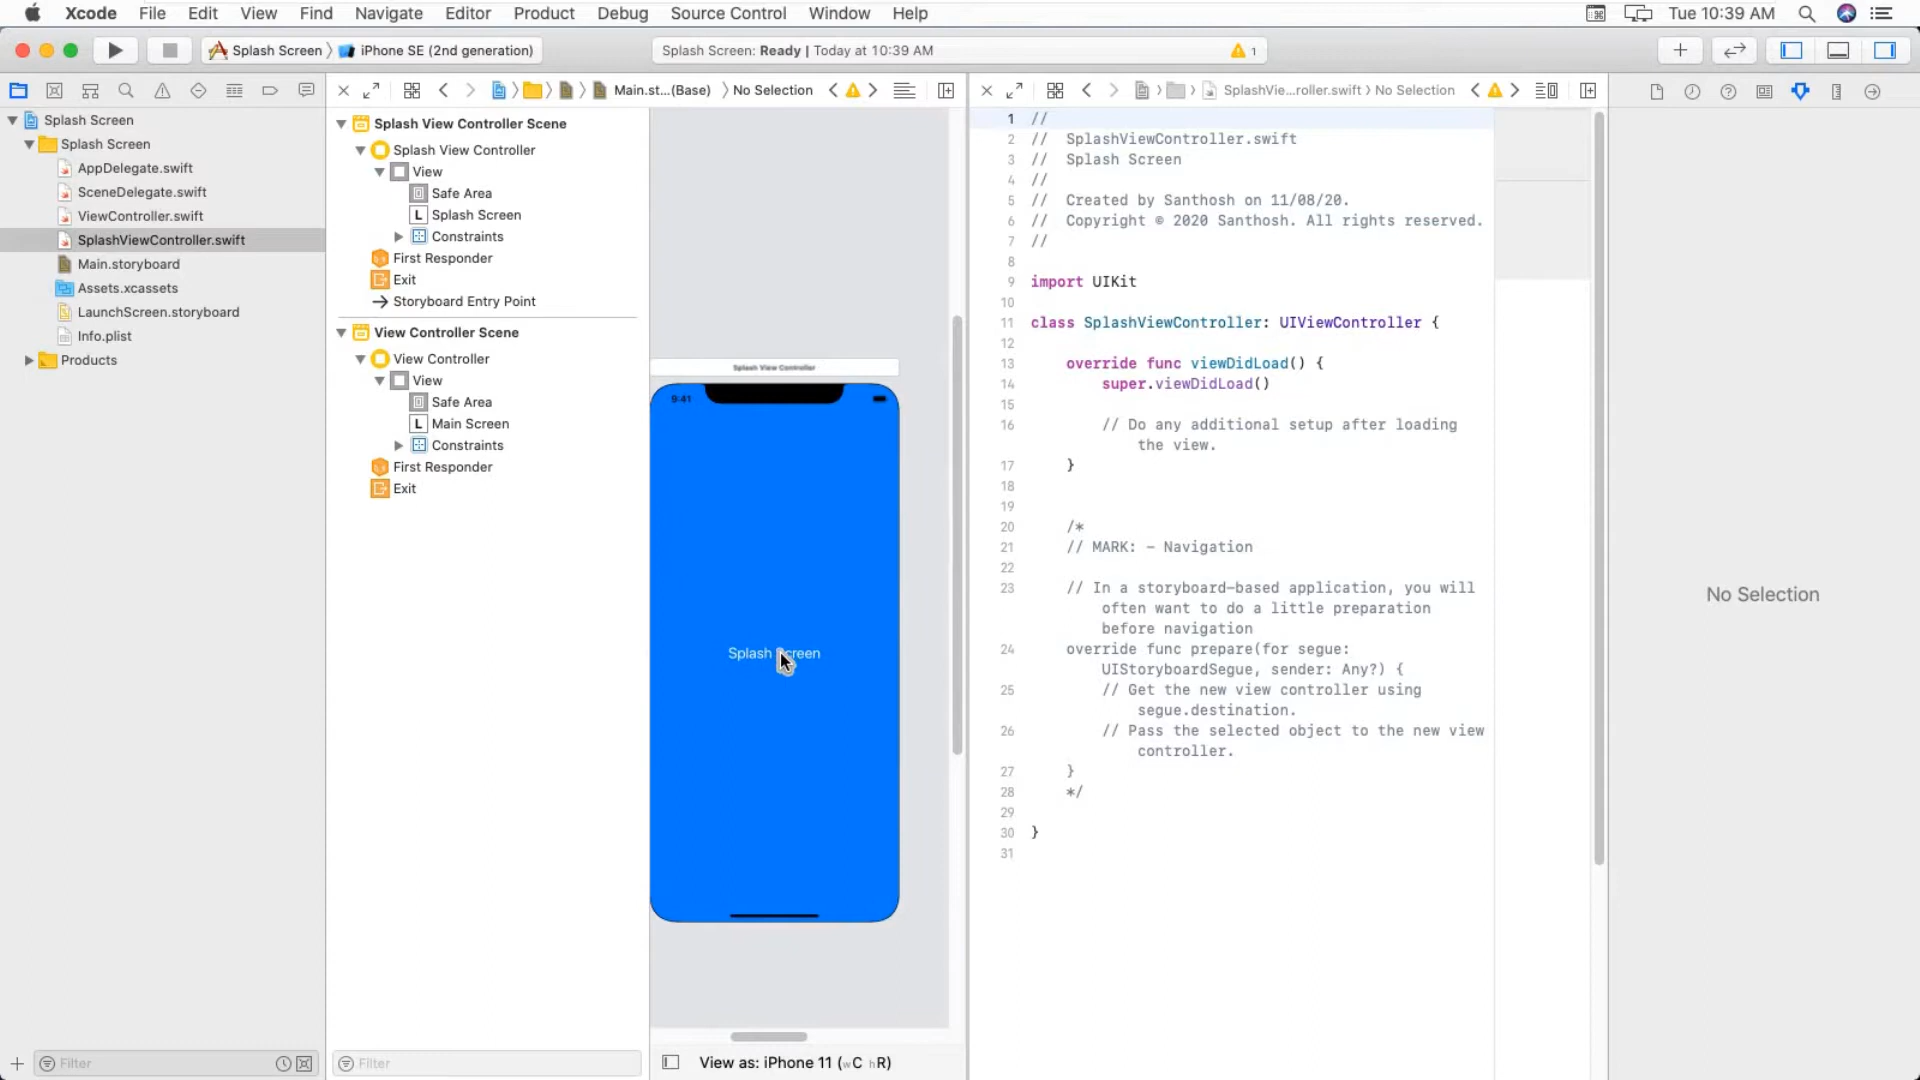 Xcode File Edit View Find Navigate Editor Product Debug Source Control Window Help Tue 10:39 AM
Splash Screen iPhone SE (2nd generation) Splash Screen: Ready | Today at 10:39 AM 1
Main.st...(Base) No Selection
SplashVie...roller.swift No Selection
Splash Screen
Splash Screen
AppDelegate.swift
SceneDelegate.swift
ViewController.swift
SplashViewController.swift
Main.storyboard
Assets.xcassets
LaunchScreen.storyboard
Info.plist
Products
Filter
Splash View Controller Scene
Splash View Controller
View
Safe Area
L Splash Screen
Constraints
First Responder
Exit
Storyboard Entry Point
View Controller Scene
View Controller
View
Safe Area
L Main Screen
Constraints
First Responder
Exit
Filter
Splash View Controller
9:41
Splash Screen
View as: iPhone 11 (wC hR)
1 //
2 // SplashViewController.swift
3 // Splash Screen
4 //
5 // Created by Santhosh on 11/08/20.
6 // Copyright © 2020 Santhosh. All rights reserved.
7 //
8
9 import UIKit
10
11 class SplashViewController: UIViewController {
12
13 override func viewDidLoad() {
14 super.viewDidLoad()
15
16 // Do any additional setup after loading
the view.
17 }
18
19
20 /*
21 // MARK: - Navigation
22
23 // In a storyboard-based application, you will
often want to do a little preparation
before navigation
24 override func prepare(for segue:
UIStoryboardSegue, sender: Any?) {
25 // Get the new view controller using
segue.destination.
26 // Pass the selected object to the new view
controller.
27 }
28 */
29
30 }
31
No Selection